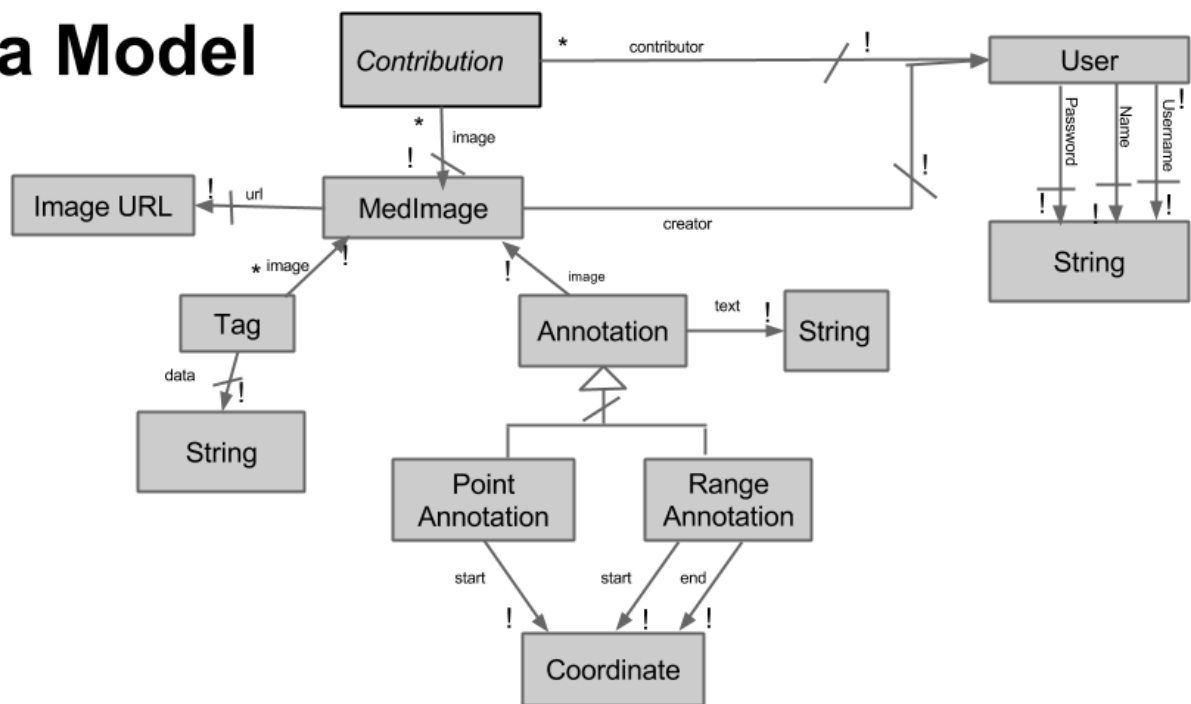 a Model
Contribution
*
contributor
!
User
*
image
!
Password
Name
Username
!
Image URL
!
url
MedImage
!
creator
!
!
!
String
* image
!
!
image
Tag
Annotation
text
!
String
data
!
String
Point
Annotation
Range
Annotation
start
start
end
!
!
!
Coordinate